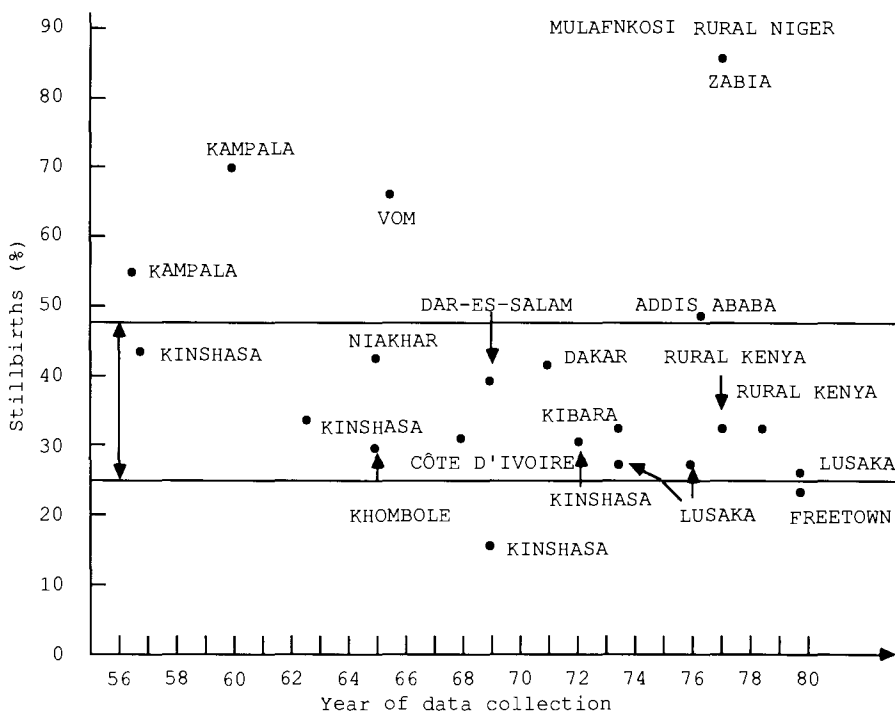 90
MULAFNKOSI RURAL NIGER
80
ZABIA
70
KAMPALA
60
VOM
KAMPALA
50
DAR-ES-SALAM
ADDIS ABABA
Stillbirths (%)
40
KINSHASA
NIAKHAR
DAKAR
RURAL KENYA
RURAL KENYA
30
KINSHASA
KIBARA
CÔTE D'IVOIRE
LUSAKA
KINSHASA
20
KHOMBOLE
LUSAKA
FREETOWN
KINSHASA
10
0
56 58 60 62 64 66 68 70 72 74 76 78 80
Year of data collection